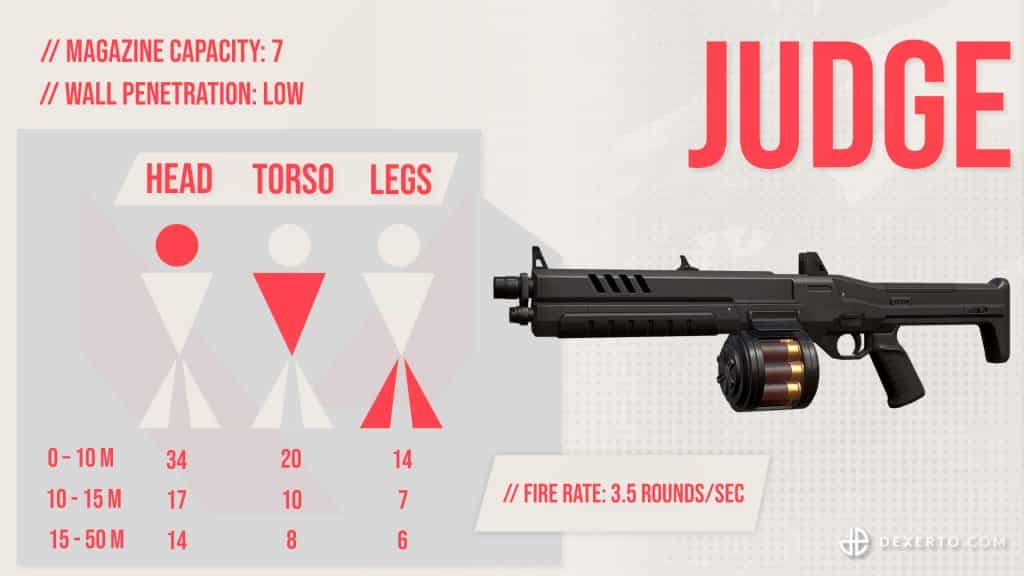 // MAGAZINE CAPACITY: 7
// WALL PENETRATION: LOW
JUDGE
HEAD TORSO LEGS
0 – 10 M 34 20 14
10 - 15 M 17 10 7
15 - 50 M 14 8 6
// FIRE RATE: 3.5 ROUNDS/SEC
DEXERTO.COM